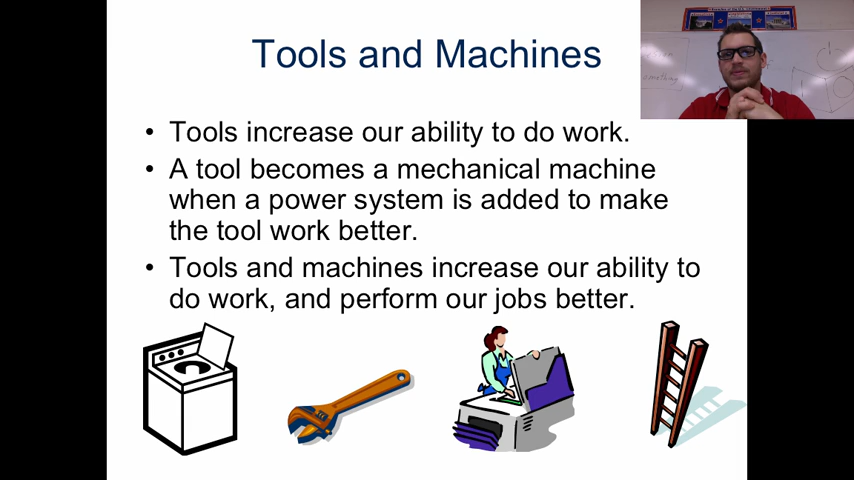 Tools and Machines
• Tools increase our ability to do work.
• A tool becomes a mechanical machine
when a power system is added to make
the tool work better.
• Tools and machines increase our ability to
do work, and perform our jobs better.
something